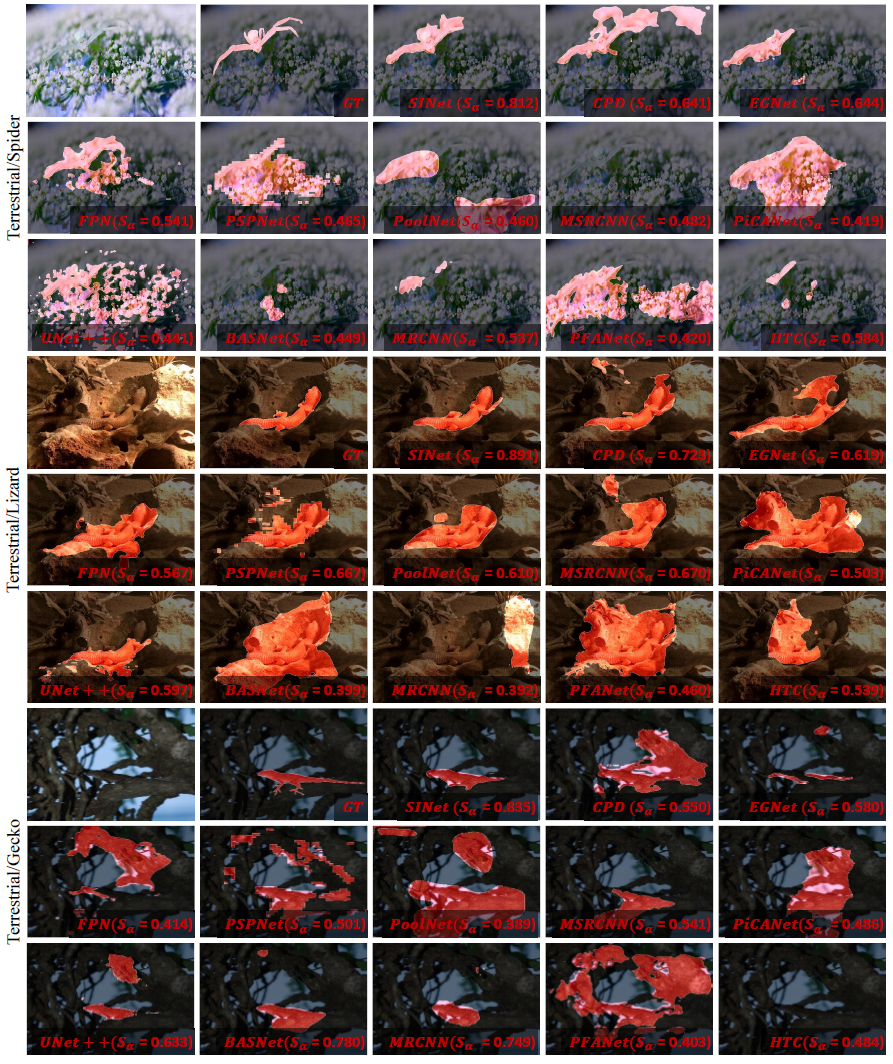 Terrestrial/Spider
GT
SINet (Sα = 0.812)
CPD (Sα = 0.641)
EGNet (Sα = 0.644)
FPN(Sα = 0.541)
PSPNet(Sα = 0.465)
PoolNet(Sα = 0.460)
MSRCNN(Sα = 0.482)
PiCANet(Sα = 0.419)
UNet++(Sα = 0.441)
BASNet(Sα = 0.449)
MRCNN(Sα = 0.537)
PFANet(Sα = 0.420)
HTC(Sα = 0.584)
Terrestrial/Lizard
GT
SINet (Sα = 0.891)
CPD (Sα = 0.723)
EGNet (Sα = 0.619)
FPN(Sα = 0.567)
PSPNet(Sα = 0.667)
PoolNet(Sα = 0.610)
MSRCNN(Sα = 0.670)
PiCANet(Sα = 0.503)
UNet++(Sα = 0.597)
BASNet(Sα = 0.399)
MRCNN(Sα = 0.392)
PFANet(Sα = 0.460)
HTC(Sα = 0.539)
Terrestrial/Gecko
GT
SINet (Sα = 0.835)
CPD (Sα = 0.550)
EGNet (Sα = 0.580)
FPN(Sα = 0.414)
PSPNet(Sα = 0.501)
PoolNet(Sα = 0.389)
MSRCNN(Sα = 0.541)
PiCANet(Sα = 0.486)
UNet++(Sα = 0.633)
BASNet(Sα = 0.780)
MRCNN(Sα = 0.749)
PFANet(Sα = 0.403)
HTC(Sα = 0.484)